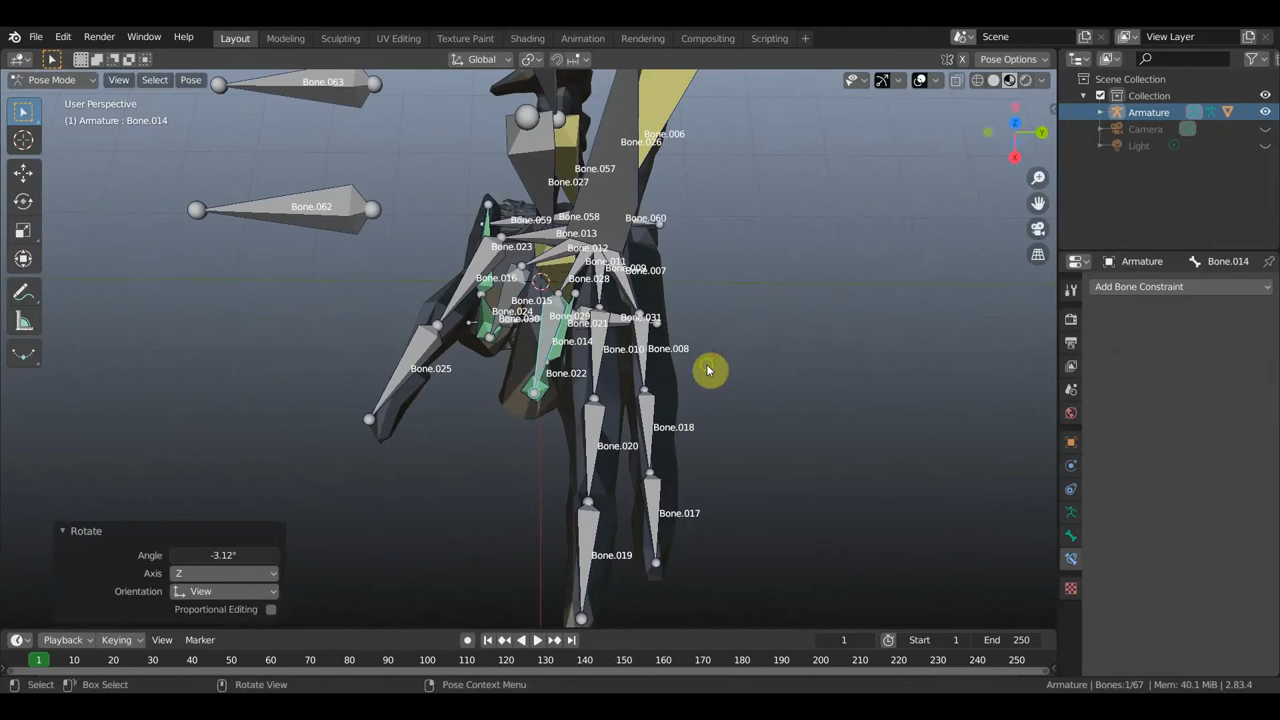 File Edit Render Window Help
Layout Modeling Sculpting UV Editing Texture Paint Shading Animation Rendering Compositing Scripting +
Scene
View Layer
Global
X Pose Options
Pose Mode View Select Pose
User Perspective
(1) Armature : Bone.014
Scene Collection
Collection
Armature
Camera
Light
Armature Bone.014
Add Bone Constraint
Bone.063
Bone.006
Bone.026
Bone.057
Bone.027
Bone.062
Bone.059
Bone.058
Bone.060
Bone.013
Bone.023
Bone.012
Bone.011
Bone.007
Bone.016
Bone.028
Bone.015
Bone.024
Bone.030
Bone.029
Bone.021
Bone.031
Bone.014
Bone.010
Bone.008
Bone.025
Bone.022
Bone.018
Bone.020
Bone.017
Bone.019
X
Y
Z
Rotate
Angle -3.12°
Axis Z
Orientation View
Proportional Editing
Playback Keying View Marker
1 Start 1 End 250
1 10 20 30 40 50 60 70 80 90 100 110 120 130 140 150 160 170 180 190 200 210 220 230 240 250
Select Box Select Rotate View Pose Context Menu
Armature | Bones:1/67 | Mem: 40.1 MiB | 2.83.4